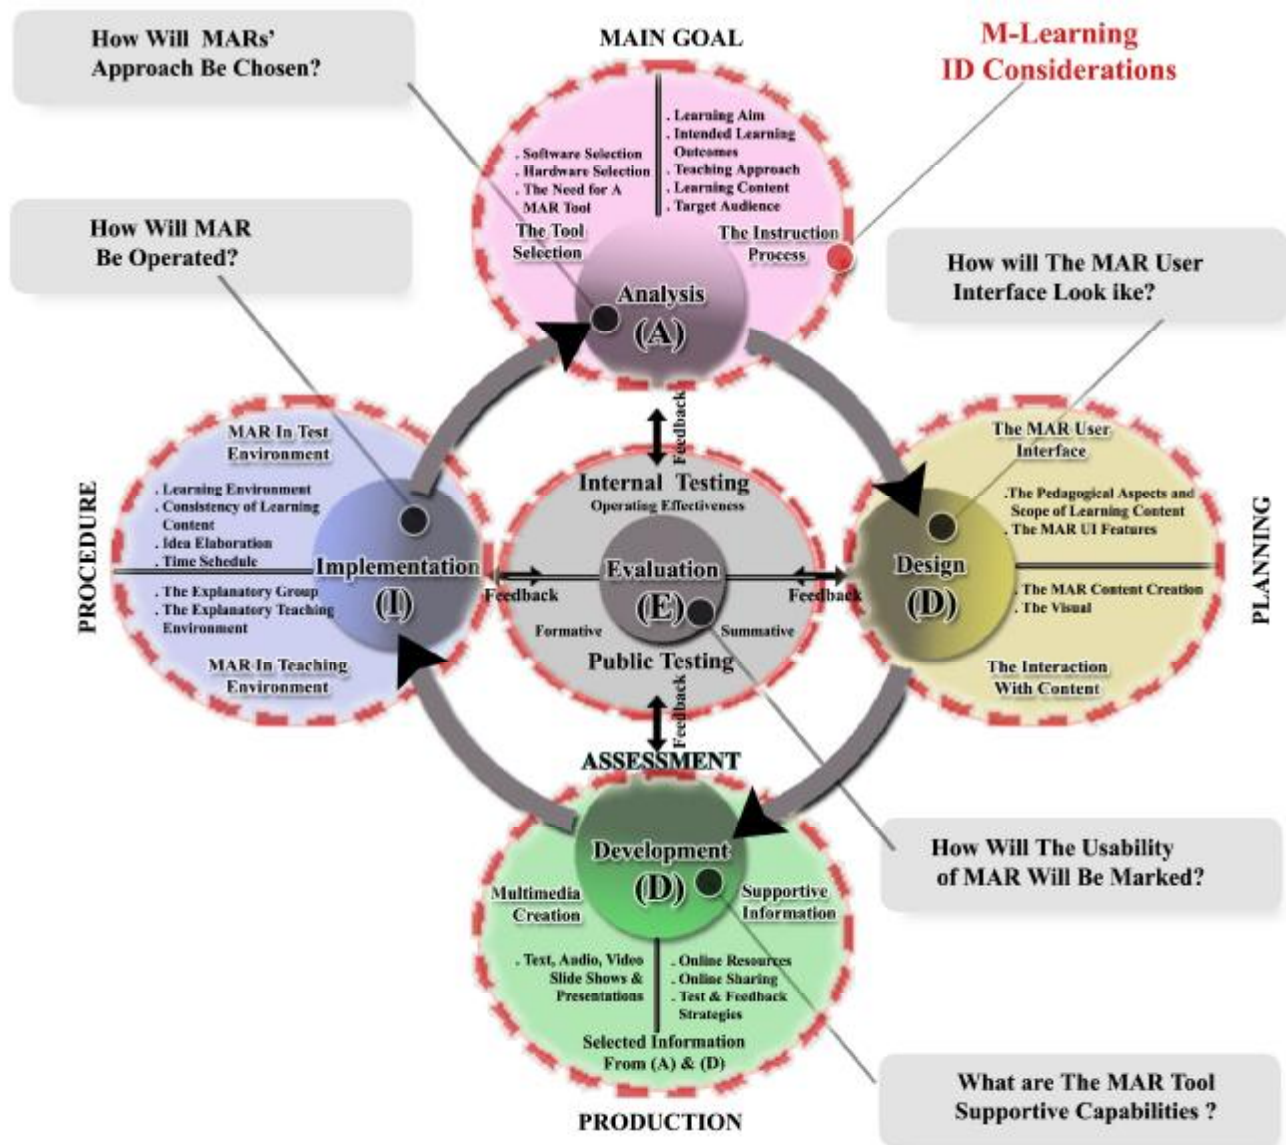 How Will MARs'
Approach Be Chosen?
MAIN GOAL
M-Learning
ID Considerations
. Learning Aim
. Intended Learning
Outcomes
. Teaching Approach
. Learning Content
. Target Audience
. Software Selection
. Hardware Selection
. The Need for A
MAR Tool
The Tool
Selection
The Instruction
Process
Analysis
(A)
How Will MAR
Be Operated?
How will The MAR User
Interface Look ike?
Feedback
MAR In Test
Environment
. Learning Environment
. Consistency of Learning
Content
. Idea Elaboration
. Time Schedule
Implementation
(I)
. The Explanatory Group
. The Explanatory Teaching
Environment
MAR In Teaching
Environment
PROCEDURE
Internal Testing
Operating Effectiveness
Evaluation
(E)
Feedback
Feedback
Formative
Summative
Public Testing
Feedback
ASSESSMENT
The MAR User
Interface
.The Pedagogical Aspects and
Scope of Learning Content
. The MAR UI Features
Design
(D)
. The MAR Content Creation
. The Visual
The Interaction
With Content
PLANNING
Development
(D)
Multimedia
Creation
Supportive
Information
. Text, Audio, Video
Slide Shows &
Presentations
. Online Resources
. Online Sharing
. Test & Feedback
Strategies
Selected Information
From (A) & (D)
PRODUCTION
How Will The Usability
of MAR Will Be Marked?
What are The MAR Tool
Supportive Capabilities ?